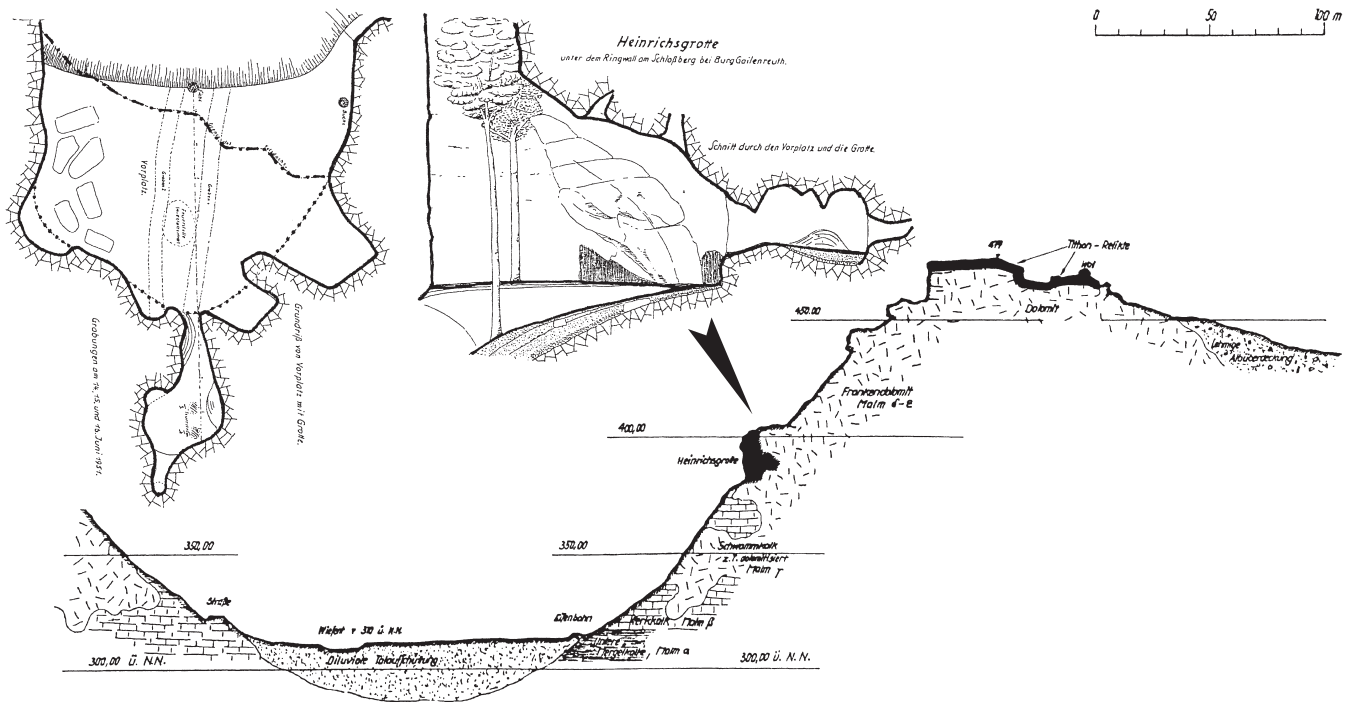 0 50 100 m
Heinrichsgrotte
unter dem Ringwall am Schloßberg bei Burg Gailenreuth.
Schnitt durch den Vorplatz und die Grotte.
Vorplatz.
Graben
Grundriß von Vorplatz mit Grotte.
Grabungen am 14., 15. und 16. Juni 1951.
479
Tithon-Relikte
Dolomit
450,00
Lehmige
Albüberdeckung
Frankendolomit
Malm δ-ε
400,00
Heinrichsgrotte
350,00
350,00
Schwammkalk
z.T. dolomitisiert
Malm γ
Straße
Eisenbahn
Werkkalk, Malm β
Wiesent + 310 ü. N.N.
Untere
Mergelkalke, Malm α
Diluviale Talaufschüttung
300,00 ü. N.N.
300,00 ü. N.N.